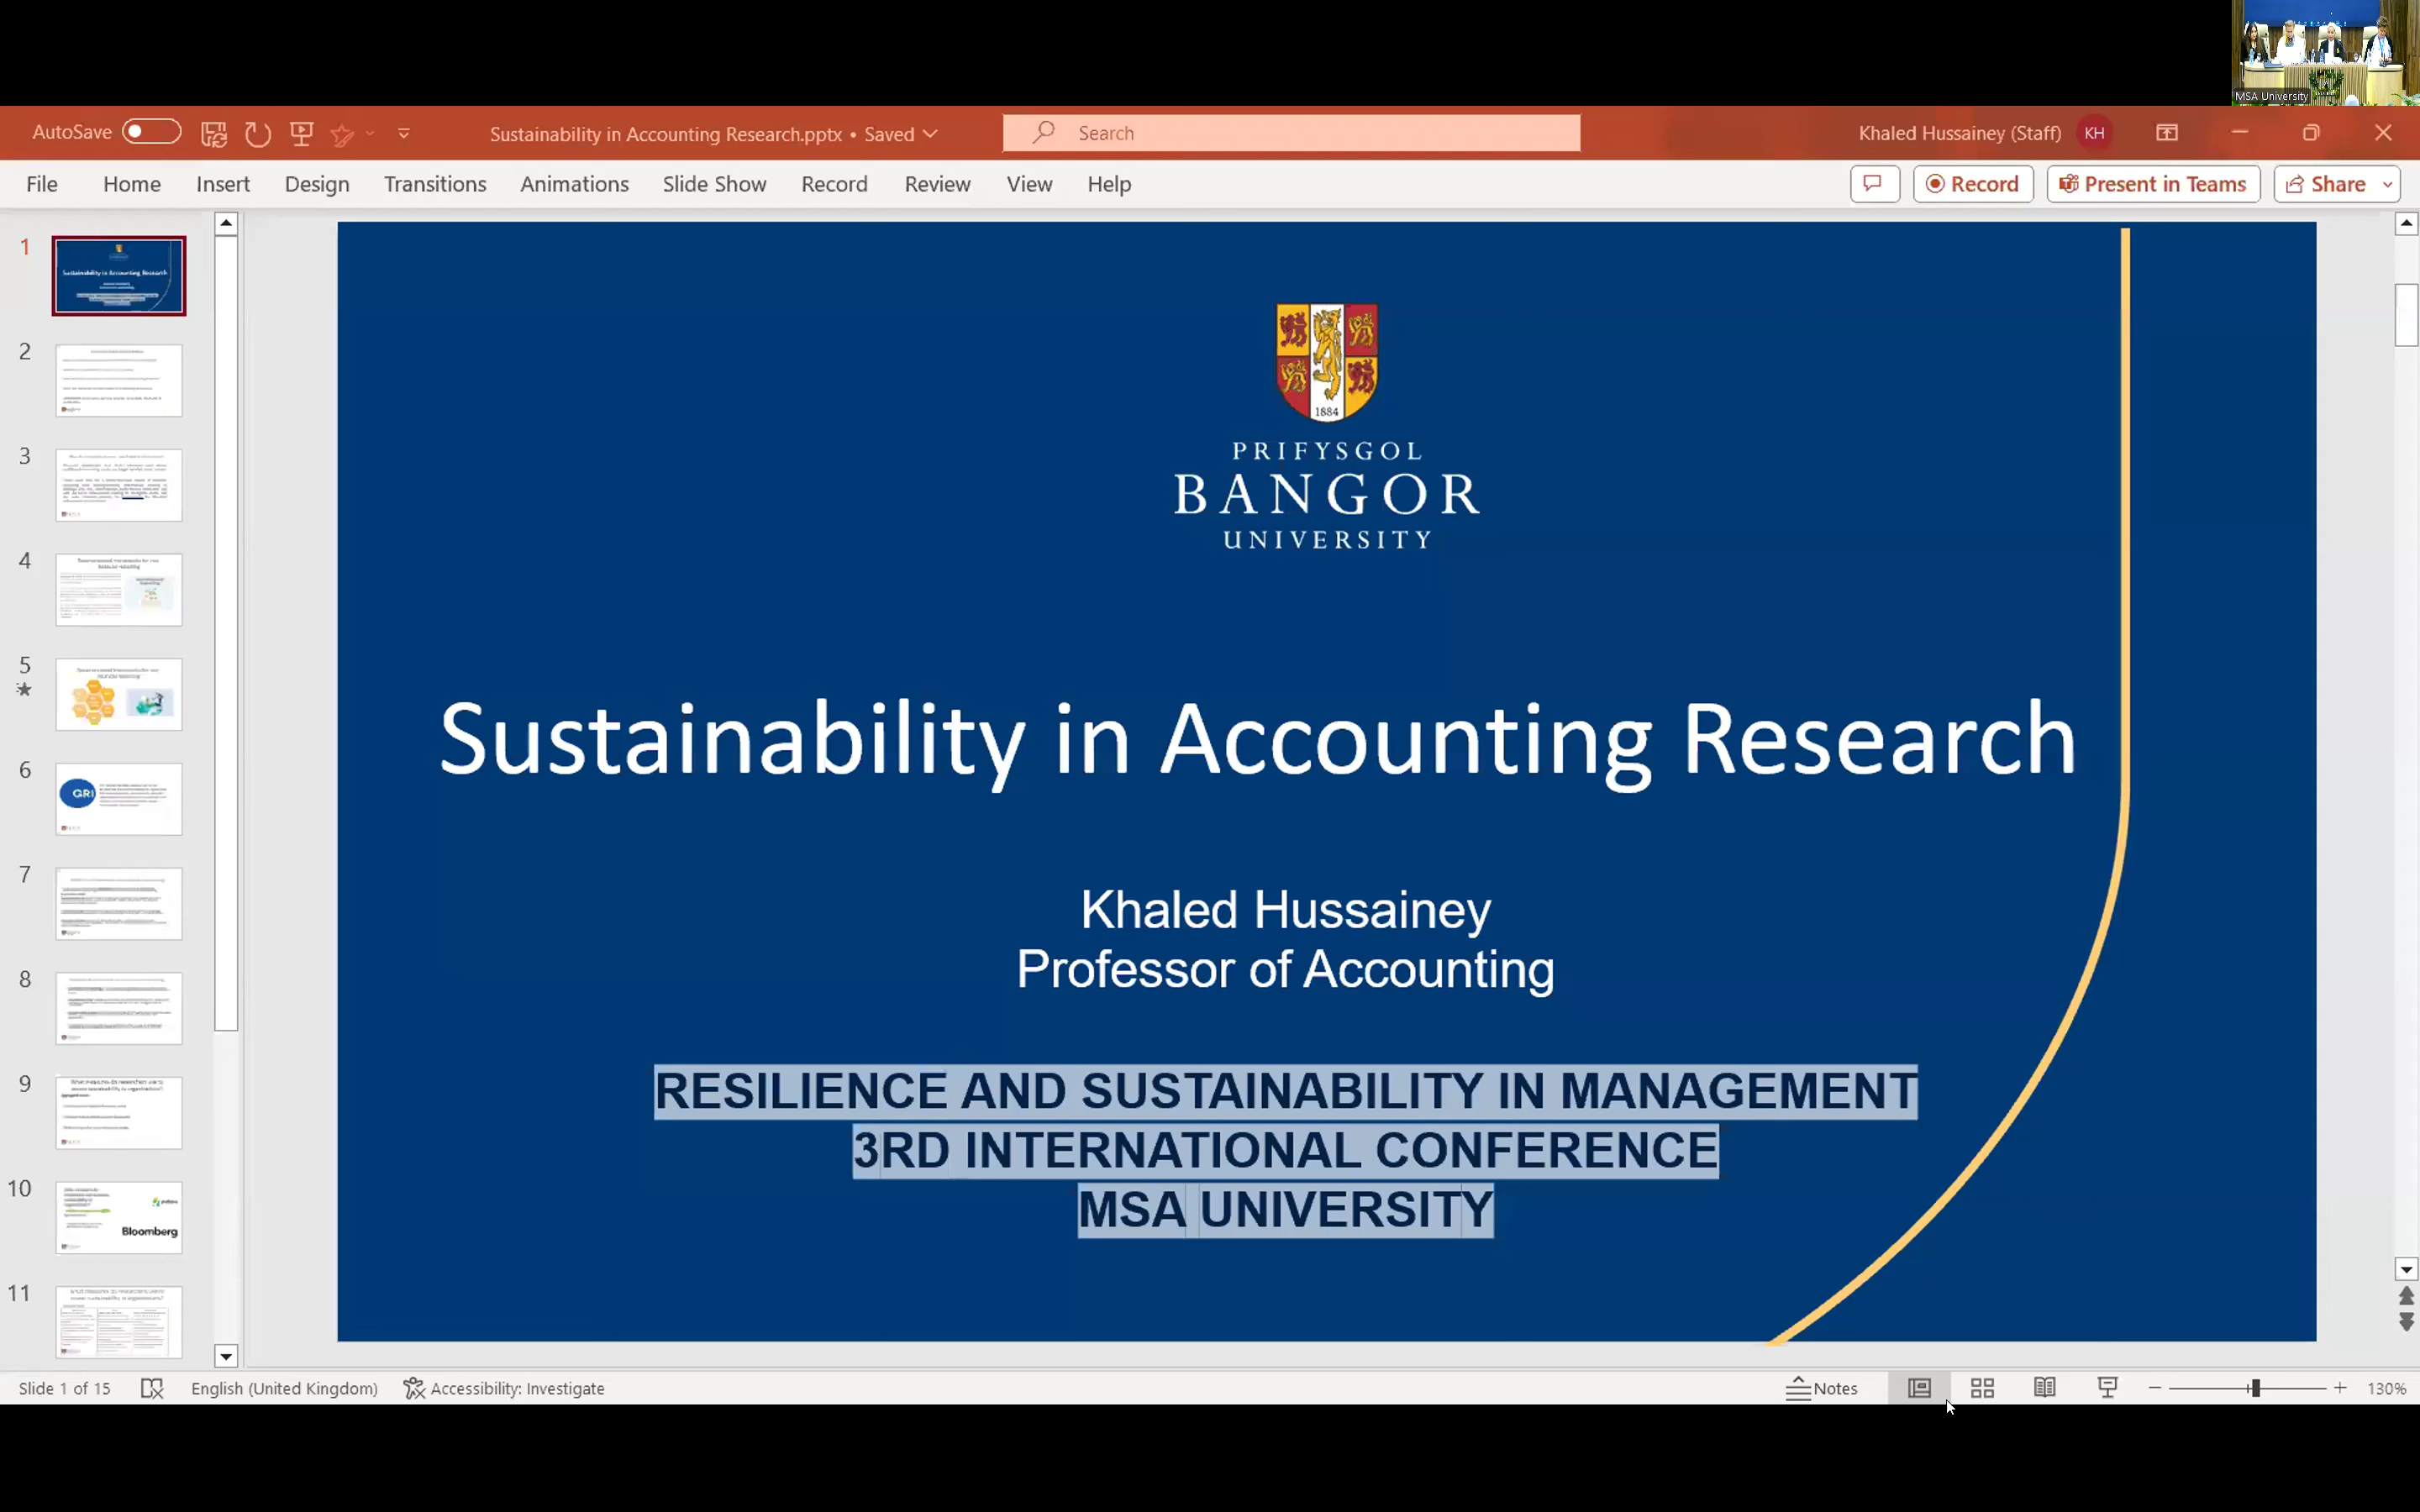 MSA University
AutoSave
Sustainability in Accounting Research.pptx • Saved
Search
Khaled Hussainey (Staff)
KH
File Home Insert Design Transitions Animations Slide Show Record Review View Help
Record
Present in Teams
Share
1
2
3
4
5
6
GRI
7
8
9
10
Bloomberg
11
1884
PRIFYSGOL
BANGOR
UNIVERSITY
Sustainability in Accounting Research
Khaled Hussainey
Professor of Accounting
RESILIENCE AND SUSTAINABILITY IN MANAGEMENT
3RD INTERNATIONAL CONFERENCE
MSA UNIVERSITY
Slide 1 of 15
English (United Kingdom)
Accessibility: Investigate
Notes
130%